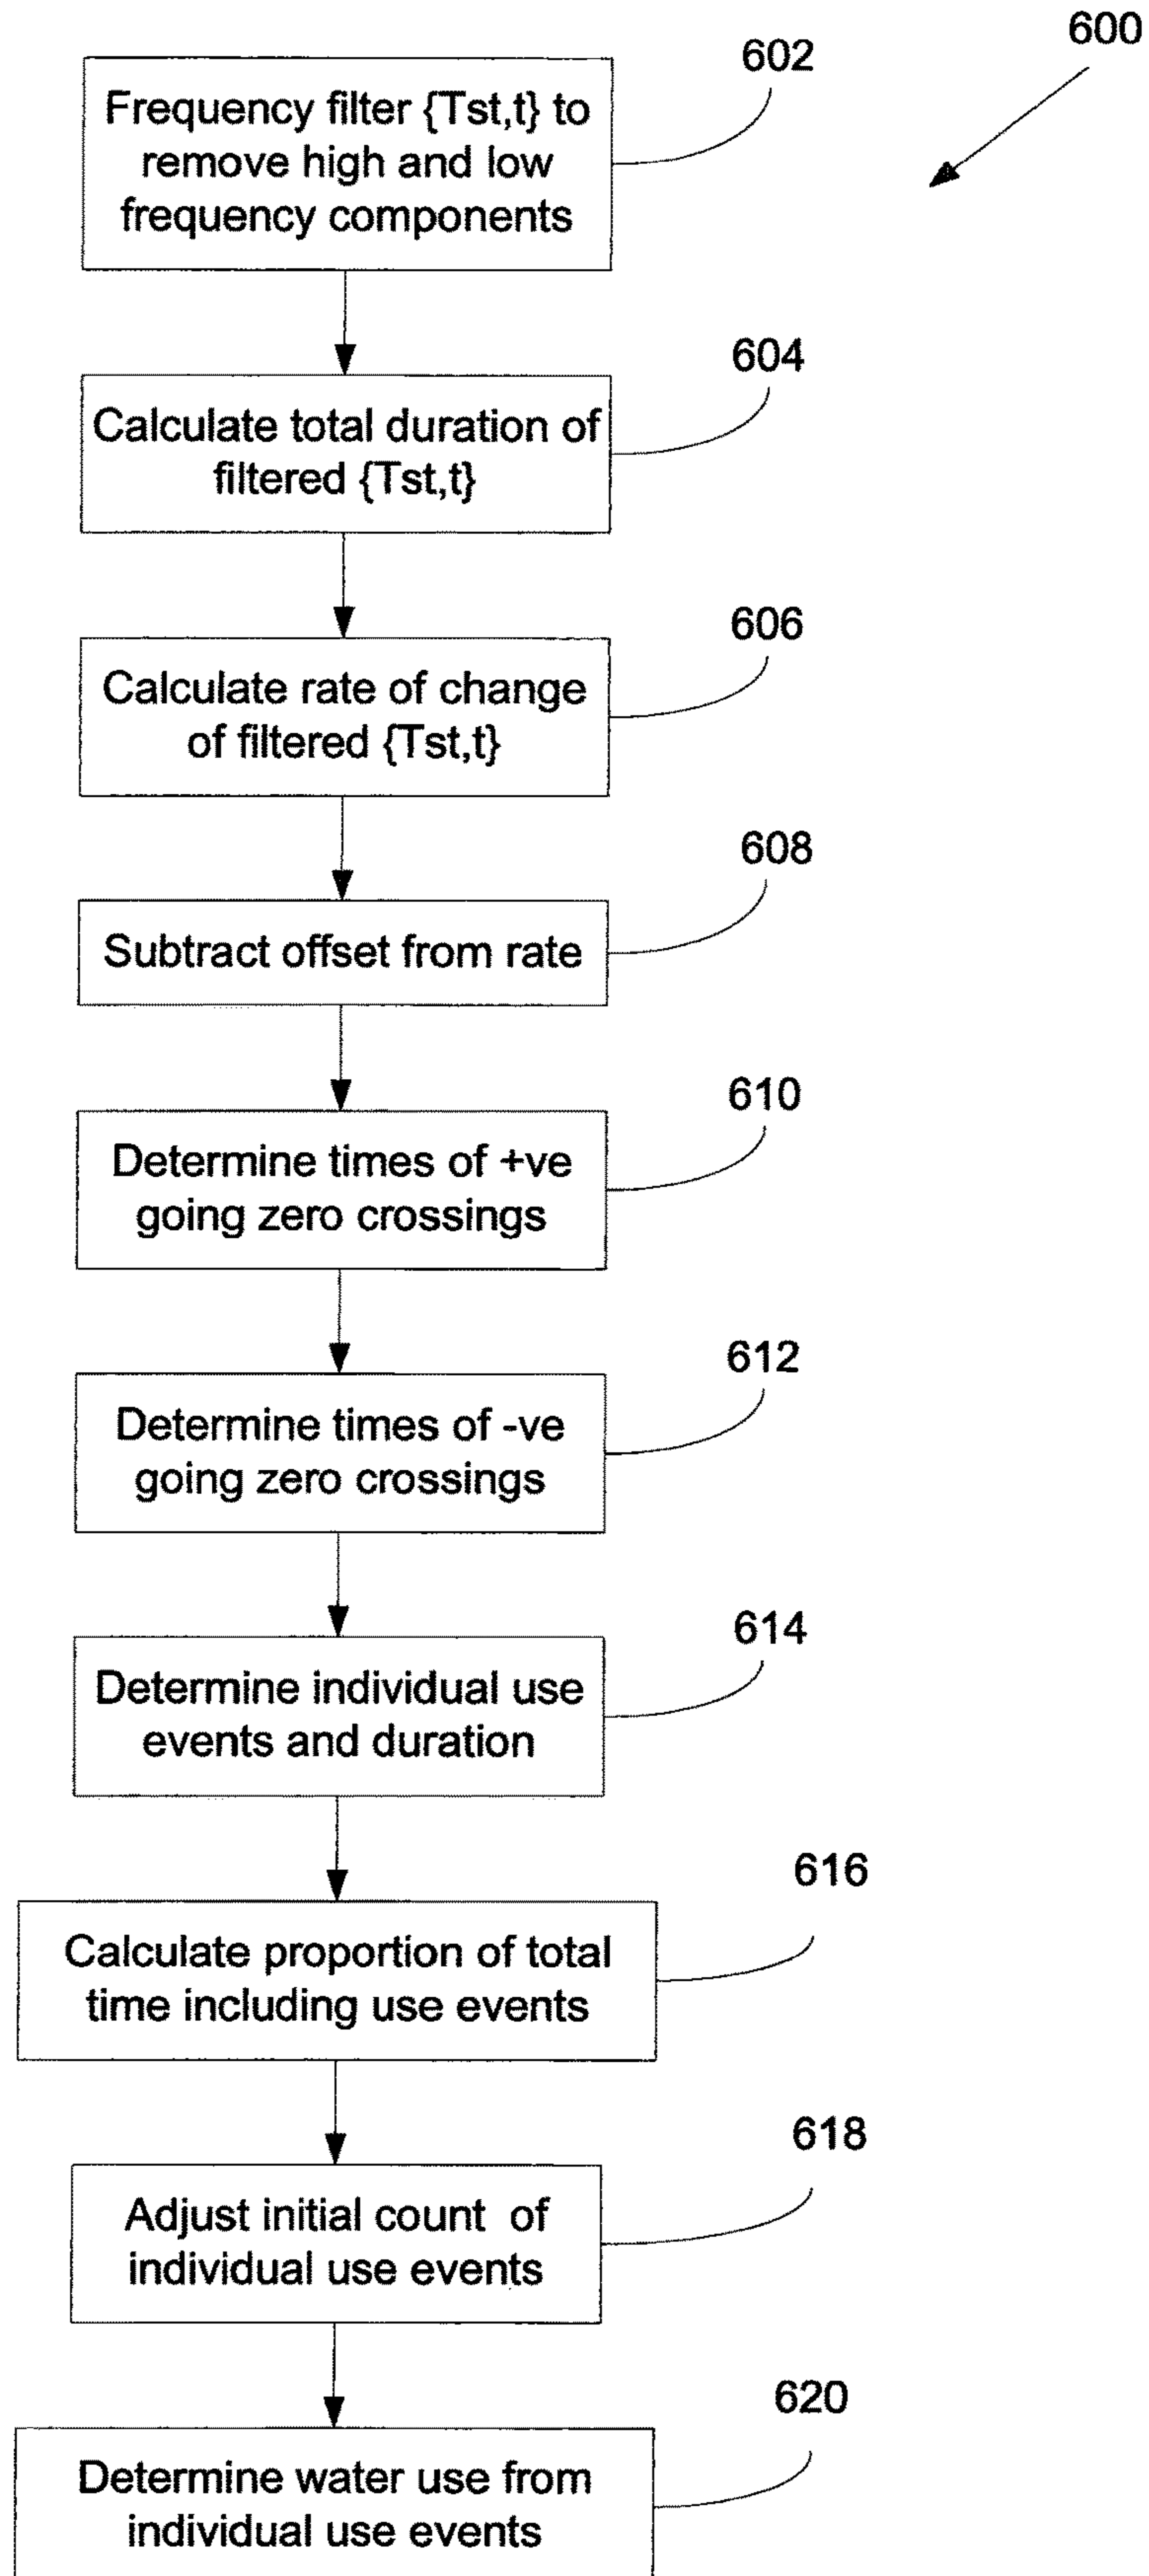 600
602
Frequency filter {Tst,t} to
remove high and low
frequency components
604
Calculate total duration of
filtered {Tst,t}
606
Calculate rate of change
of filtered {Tst,t}
608
Subtract offset from rate
610
Determine times of +ve
going zero crossings
612
Determine times of -ve
going zero crossings
614
Determine individual use
events and duration
616
Calculate proportion of total
time including use events
618
Adjust initial count of
individual use events
620
Determine water use from
individual use events